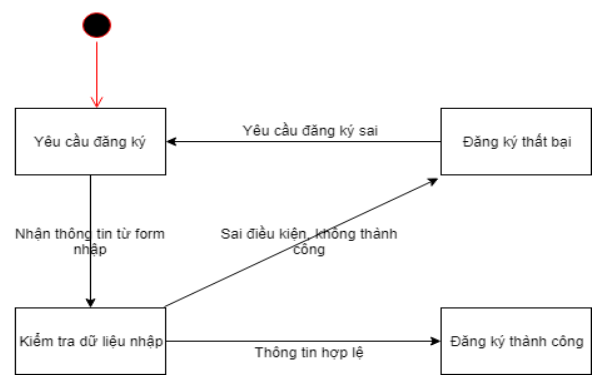 Yêu cầu đăng ký
Yêu cầu đăng ký sai
Đăng ký thất bại
Nhận thông tin từ form
nhập
Sai điều kiện, không thành
công
Kiểm tra dữ liệu nhập
Thông tin hợp lệ
Đăng ký thành công